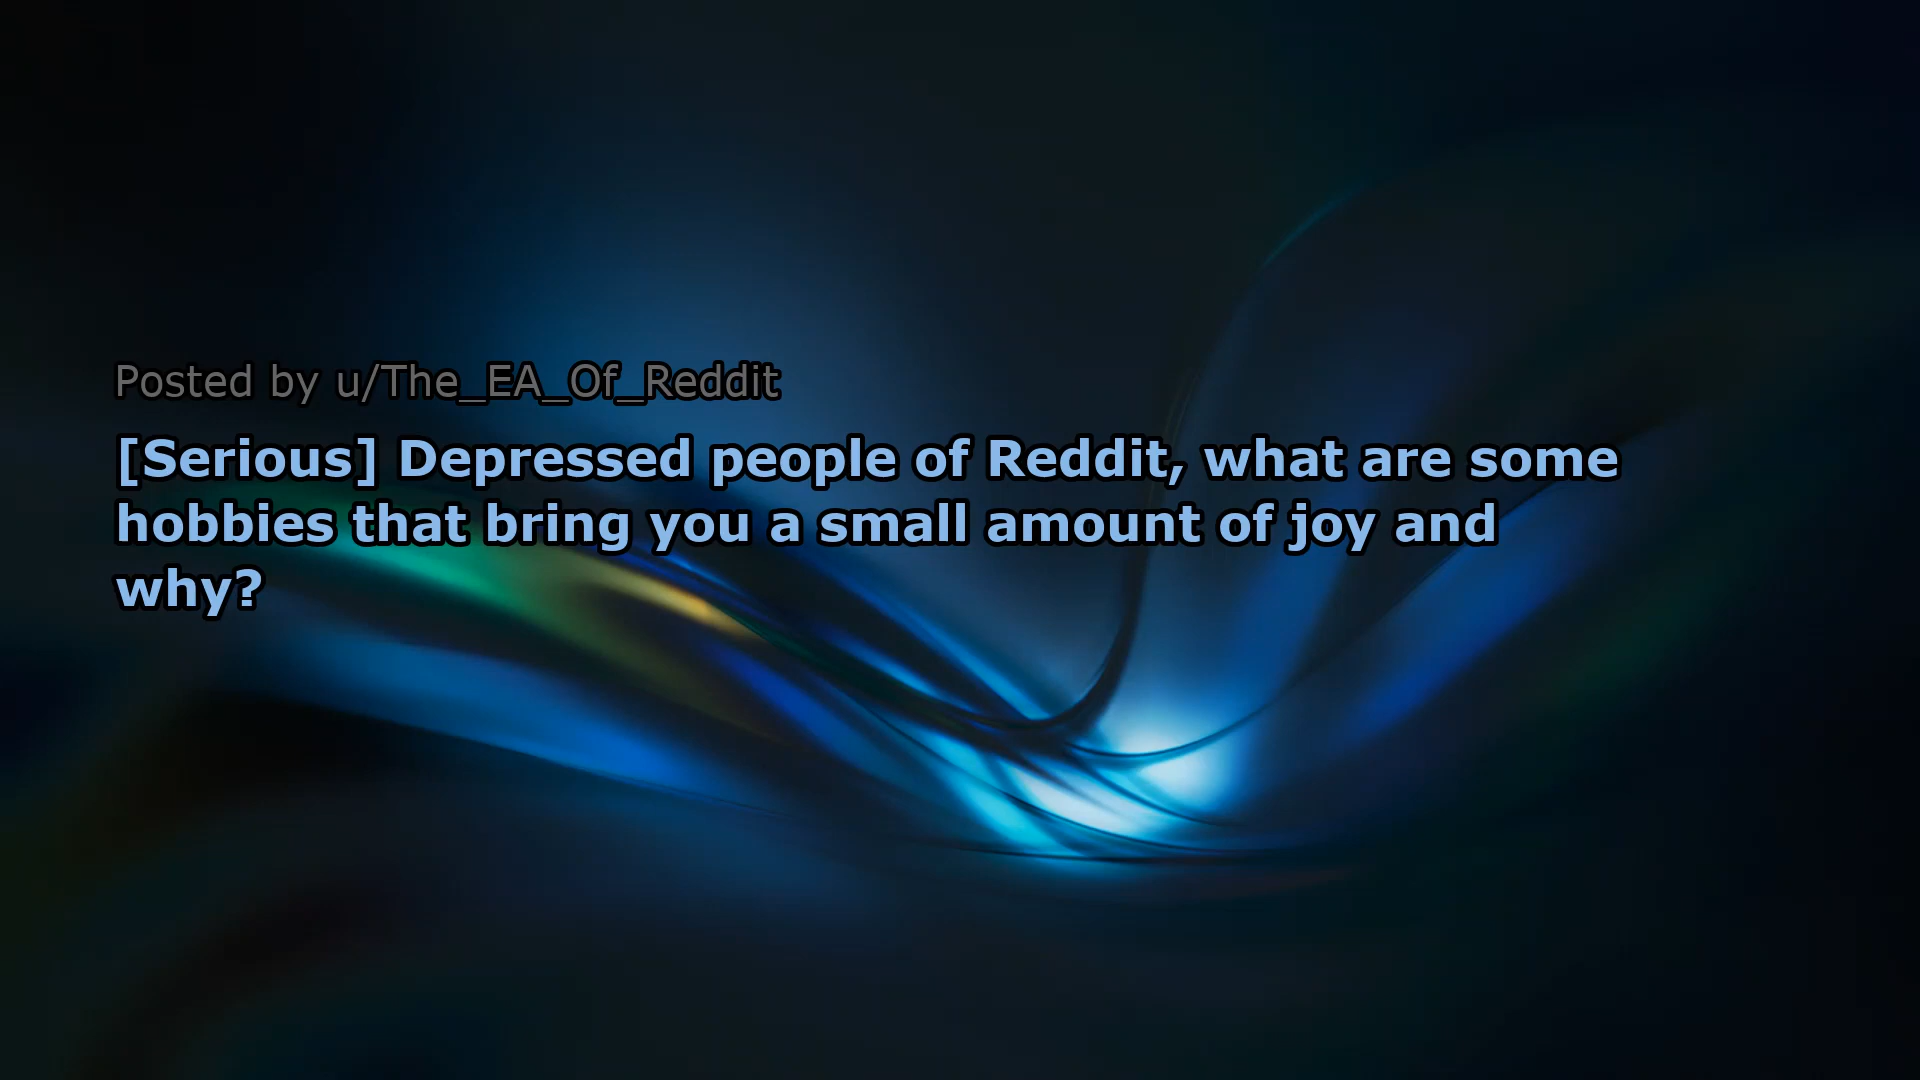 Posted by u/The_EA_Of_Reddit
[Serious] Depressed people of Reddit, what are some
hobbies that bring you a small amount of joy and
why?